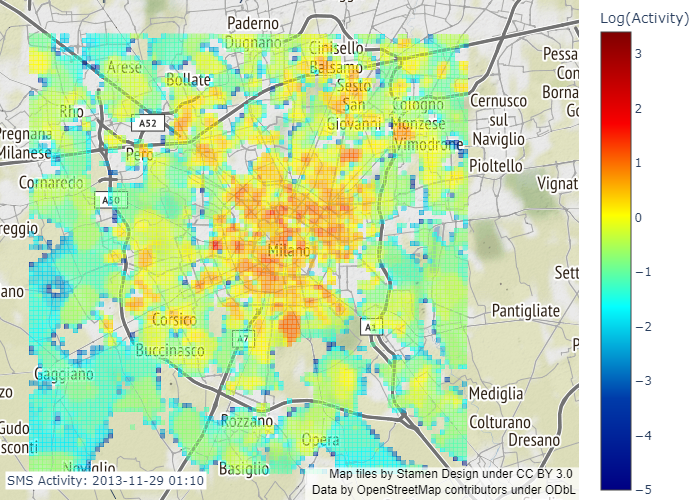 Paderno
Dugnano
Cinisello
Balsamo
Arese
Bollate
Sesto
San
Giovanni
Rho
A52
Cologno
Monzese
Cernusco
sul
Naviglio
Pregnana
Milanese
Pero
Vimodrone
Pioltello
Cornaredo
A50
Vignat
reggio
Milano
Sett
ano
Pantigliate
Corsico
A1
A7
Buccinasco
P
Gaggiano
zo
Mediglia
Rozzano
Colturano
Gudo
sconti
Opera
Dresano
Noviglio
Basiglio
Pessa
Con
Borna
Go
SMS Activity: 2013-11-29 01:10
Map tiles by Stamen Design under CC BY 3.0
Data by OpenStreetMap contributors under ODbL
Log(Activity)
3
2
1
0
−1
−2
−3
−4
−5